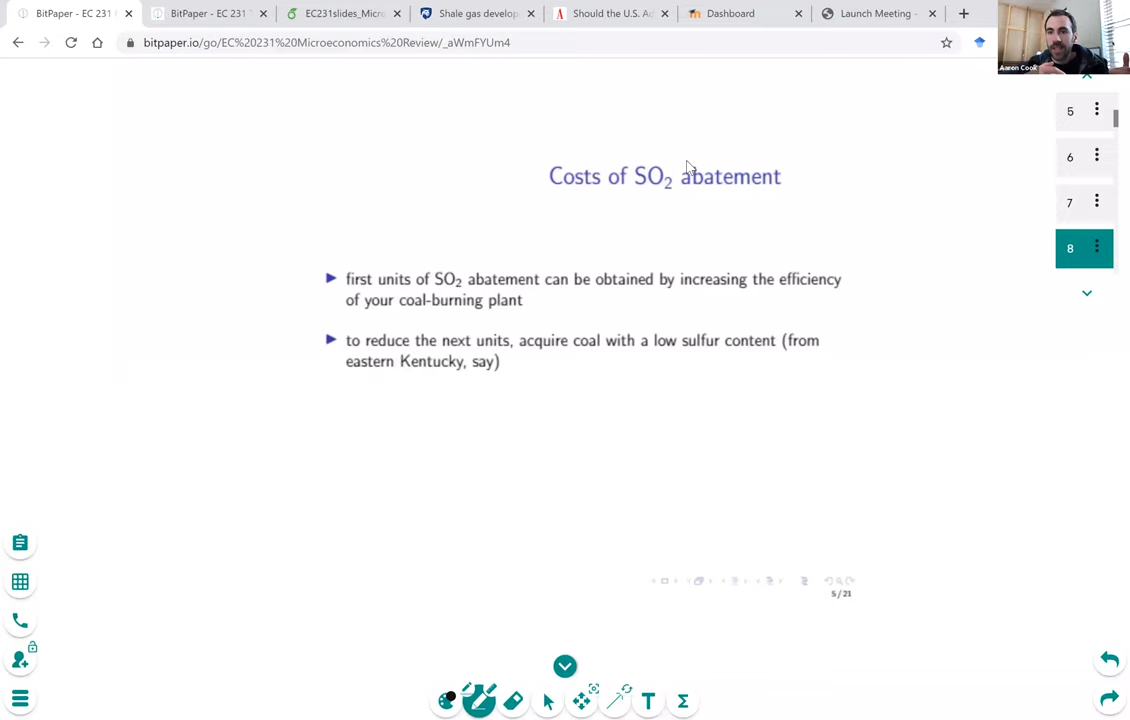 BitPaper - EC 231
BitPaper - EC 231
EC231slides_Micro
Shale gas develop
Should the U.S. Ad
Dashboard
Launch Meeting -
bitpaper.io/go/EC%20231%20Microeconomics%20Review/_aWmFYUm4
Aaron Cook
5
6
7
8
Costs of SO₂ abatement
first units of SO₂ abatement can be obtained by increasing the efficiency
of your coal-burning plant
to reduce the next units, acquire coal with a low sulfur content (from
eastern Kentucky, say)
5 / 21
T
Σ